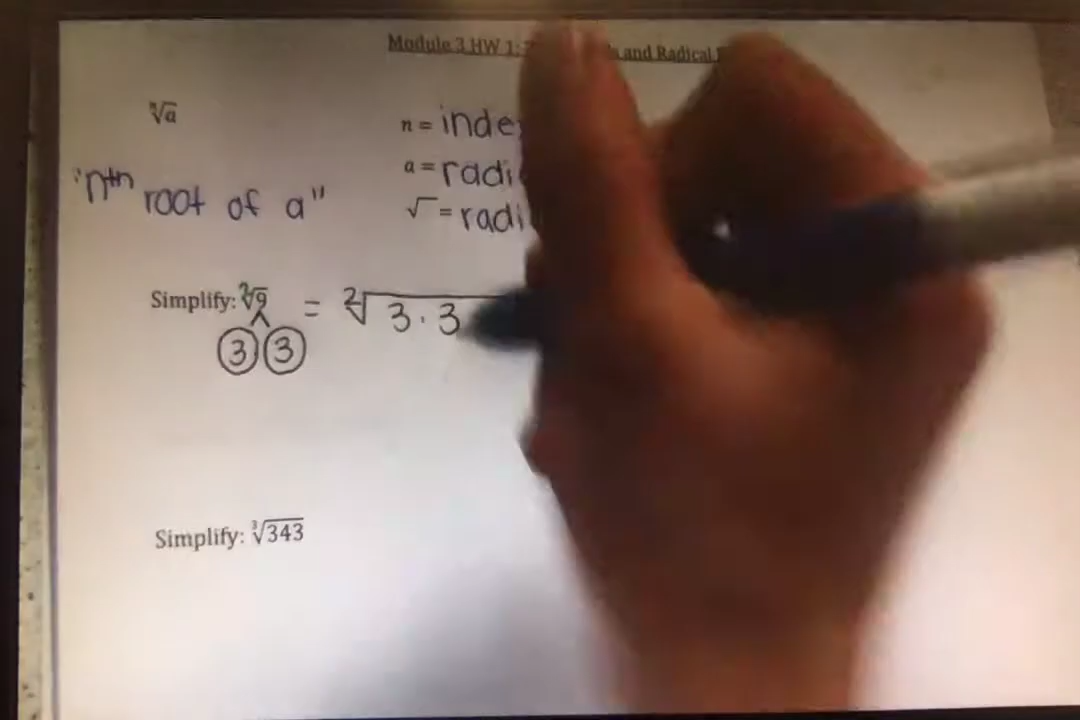 Module 3 HW 1: and Radical
ⁿ√a
n = index
a = radi
√ = radi
"nth root of a"
Simplify: ²√9 = ²√3 · 3
3 3
Simplify: ³√343